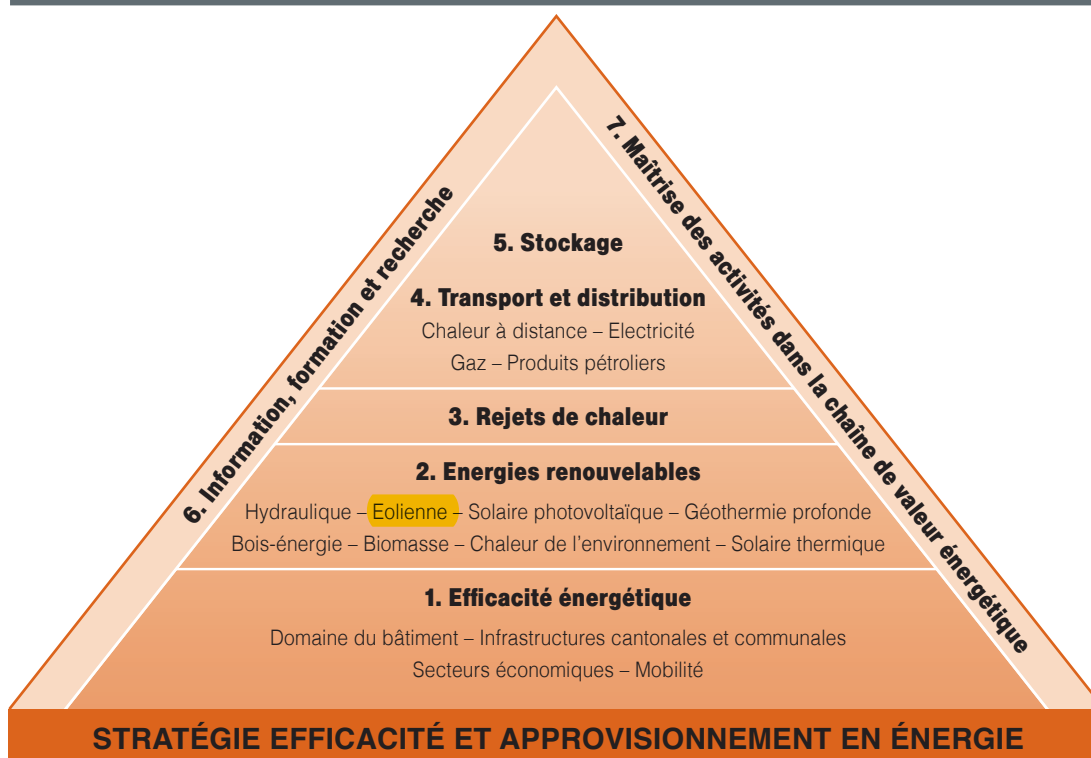 6. Information, formation et recherche
7. Maîtrise des activités dans la chaîne de valeur énergétique
5. Stockage
4. Transport et distribution
Chaleur à distance – Electricité
Gaz – Produits pétroliers
3. Rejets de chaleur
2. Energies renouvelables
Hydraulique – Eolienne – Solaire photovoltaïque – Géothermie profonde
Bois-énergie – Biomasse – Chaleur de l'environnement – Solaire thermique
1. Efficacité énergétique
Domaine du bâtiment – Infrastructures cantonales et communales
Secteurs économiques – Mobilité
STRATÉGIE EFFICACITÉ ET APPROVISIONNEMENT EN ÉNERGIE